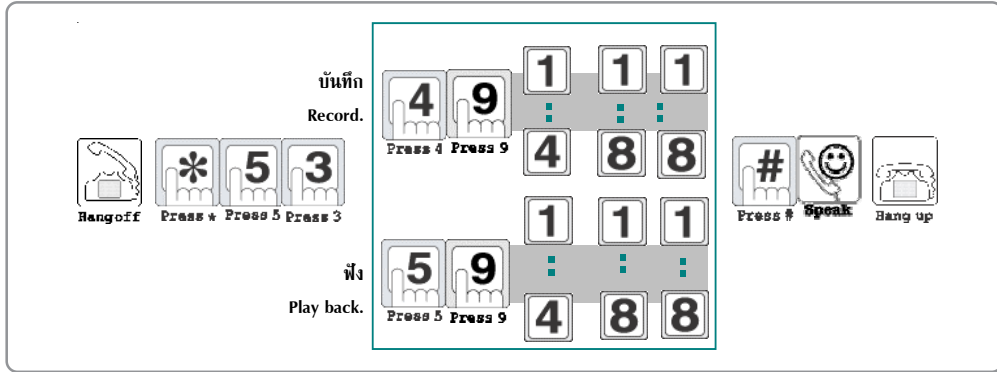 บันทึก
Record.
4 9 1 1 1
Press 4 Press 9
: : :
4 8 8
Hang off
* 5 3
Press * Press 5 Press 3
ฟัง
Play back.
5 9 1 1 1
Press 5 Press 9
: : :
4 8 8
#
Press # Speak
Hang up